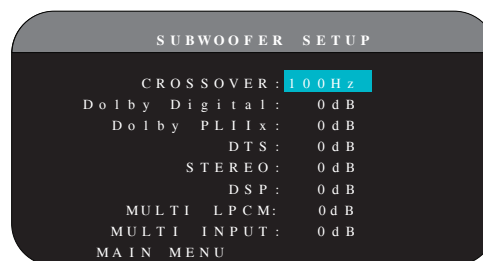 SUBWOOFER SETUP
CROSSOVER: 100Hz
Dolby Digital: 0dB
Dolby PLIIx: 0dB
DTS: 0dB
STEREO: 0dB
DSP: 0dB
MULTI LPCM: 0dB
MULTI INPUT: 0dB
MAIN MENU